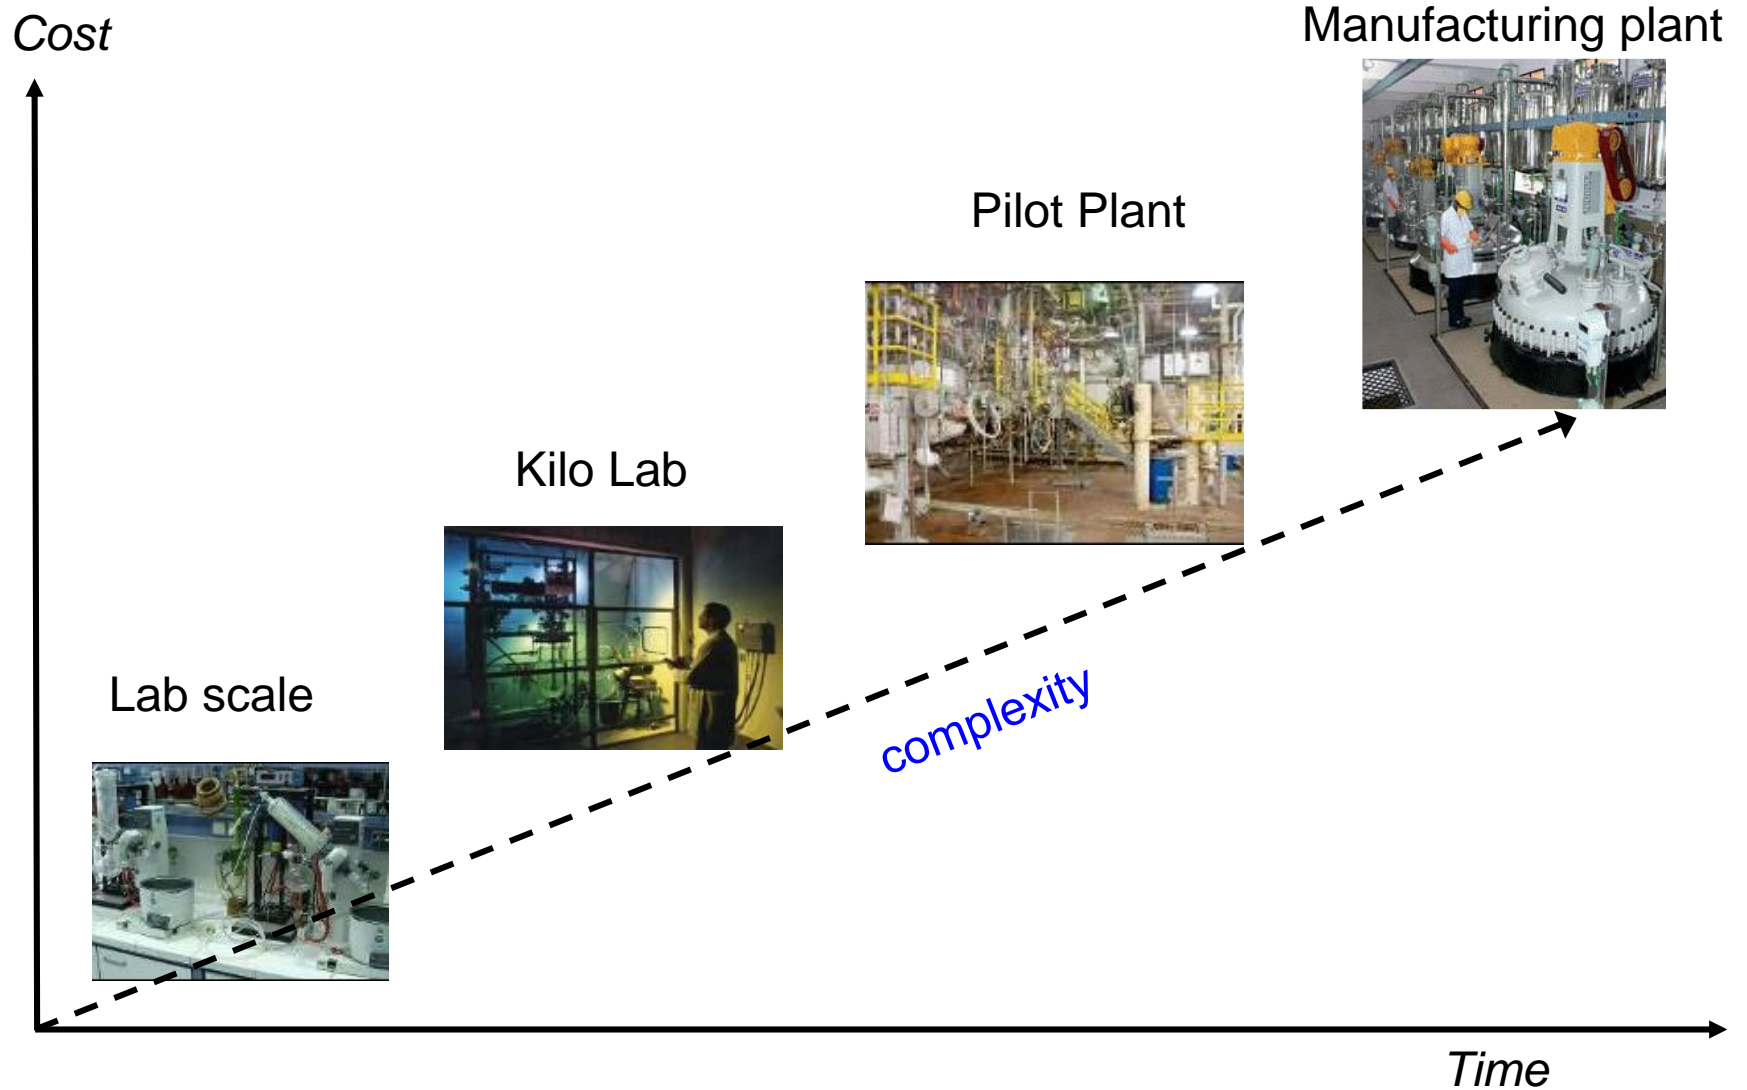 Cost
Manufacturing plant
Pilot Plant
Kilo Lab
Lab scale
complexity
Time